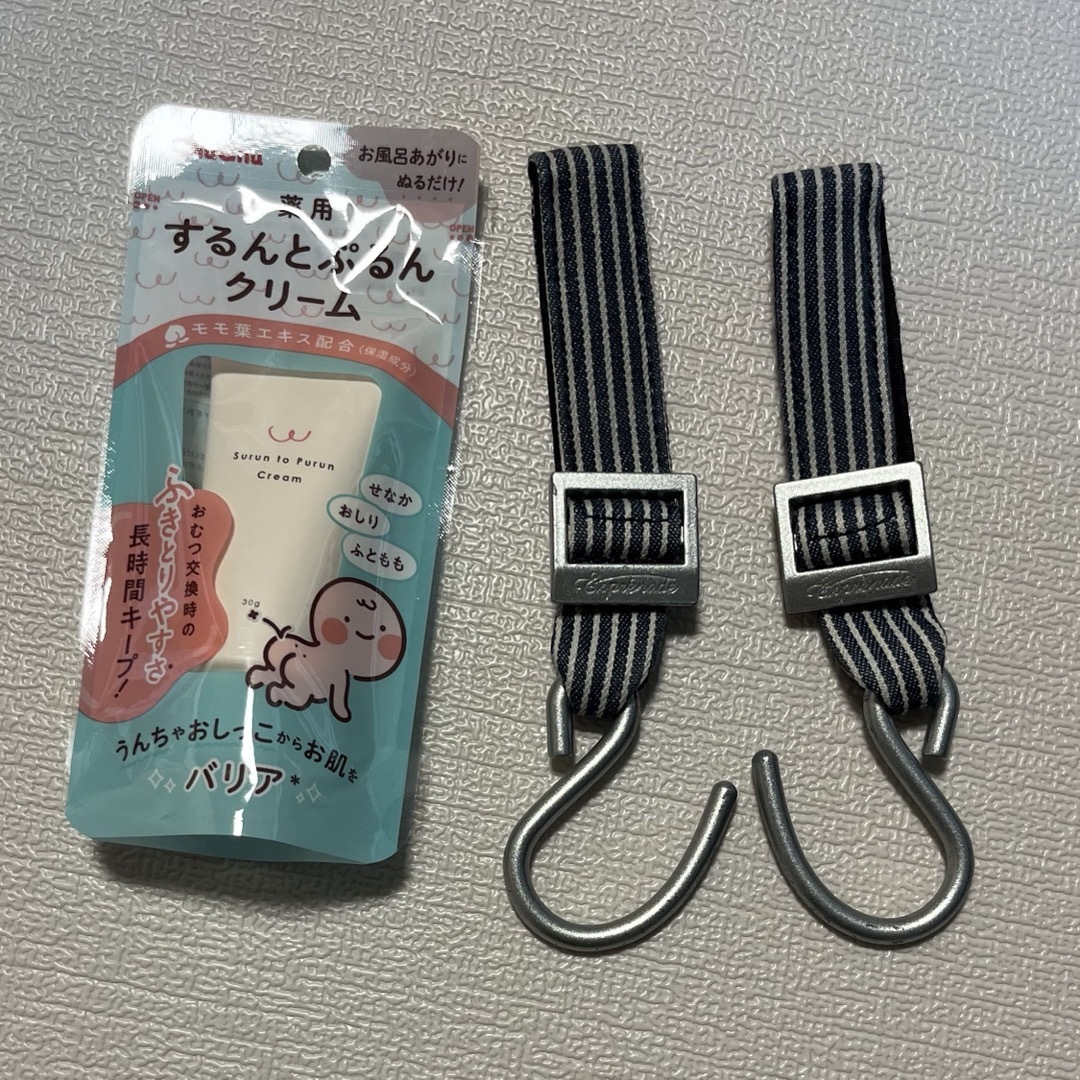 お風呂あがりに
ぬるだけ!
OPEN
OPEN
薬用
するんとぷるん
クリーム
モモ葉エキス配合(保湿成分)
Surun to Purun
Cream
せなか
おしり
ふともも
おむつ交換時の
ふきとりやすさ
長時間キープ!
30g
うんちゃおしっこからお肌を
バリア*